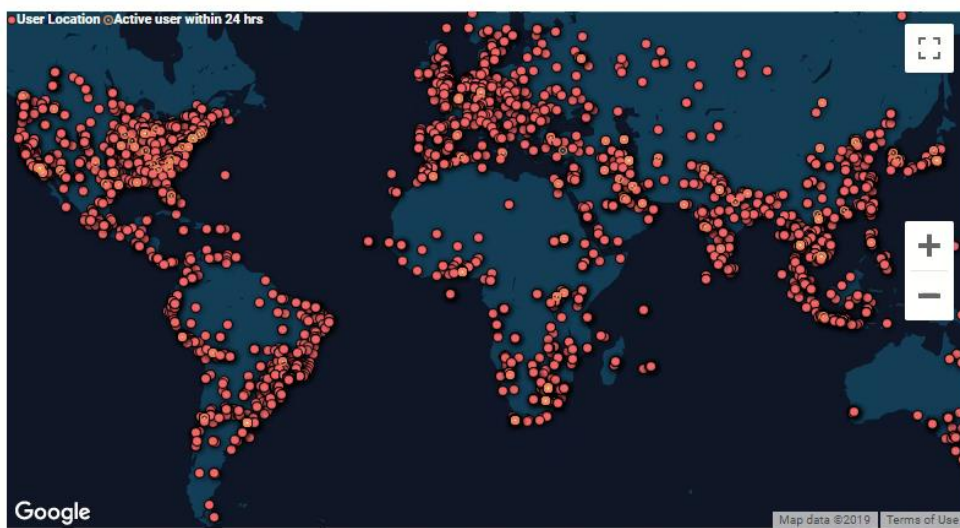 User Location Active user within 24 hrs
Google
Map data ©2019 Terms of Use